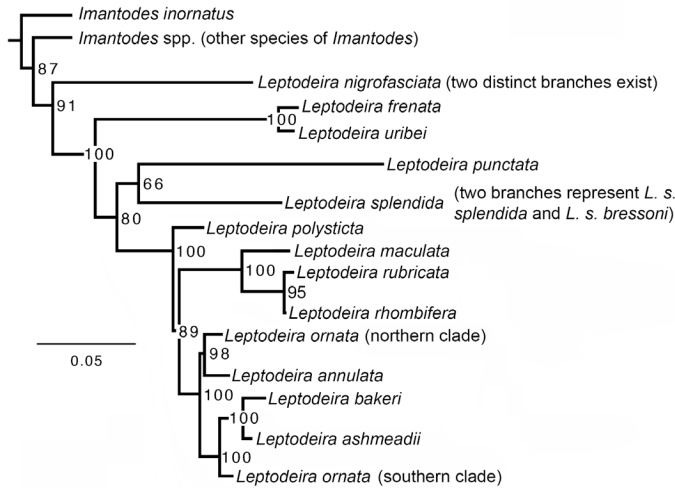 Imantodes inornatus
Imantodes spp. (other species of Imantodes)
87
Leptodeira nigrofasciata (two distinct branches exist)
91
Leptodeira frenata
100
Leptodeira uribei
100
Leptodeira punctata
66
Leptodeira splendida
(two branches represent L. s.
splendida and L. s. bressoni)
80
Leptodeira polysticta
100
Leptodeira maculata
100
Leptodeira rubricata
95
Leptodeira rhombifera
89
Leptodeira ornata (northern clade)
98
Leptodeira annulata
100
Leptodeira bakeri
100
Leptodeira ashmeadii
100
Leptodeira ornata (southern clade)
0.05